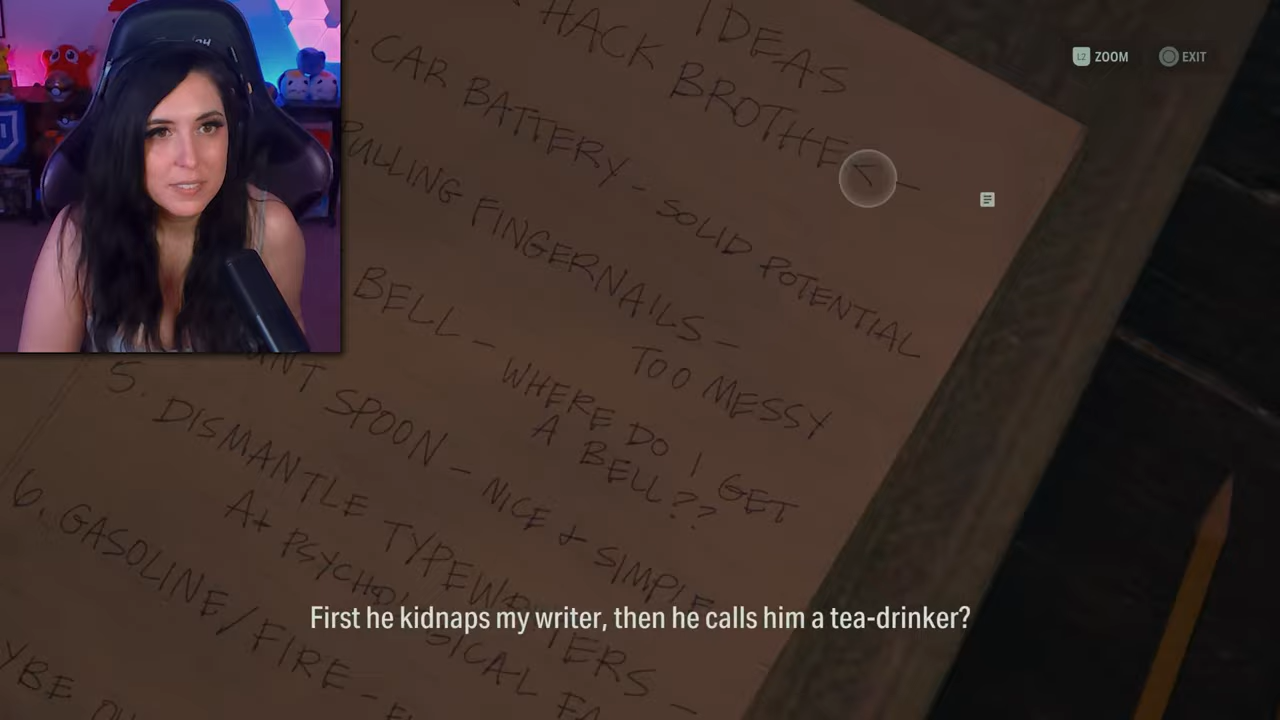 ZOOM
EXIT
IDEAS
HACK BROTHER -
1. CAR BATTERY - SOLID POTENTIAL
PULLING FINGERNAILS -
TOO MESSY
BELL - WHERE DO I GET
A BELL??
SPOON - NICE & SIMPLE
5. DISMANTLE TYPEWRITERS -
A+ PSYCHOLOGICAL
6. GASOLINE/FIRE -
First he kidnaps my writer, then he calls him a tea-drinker?